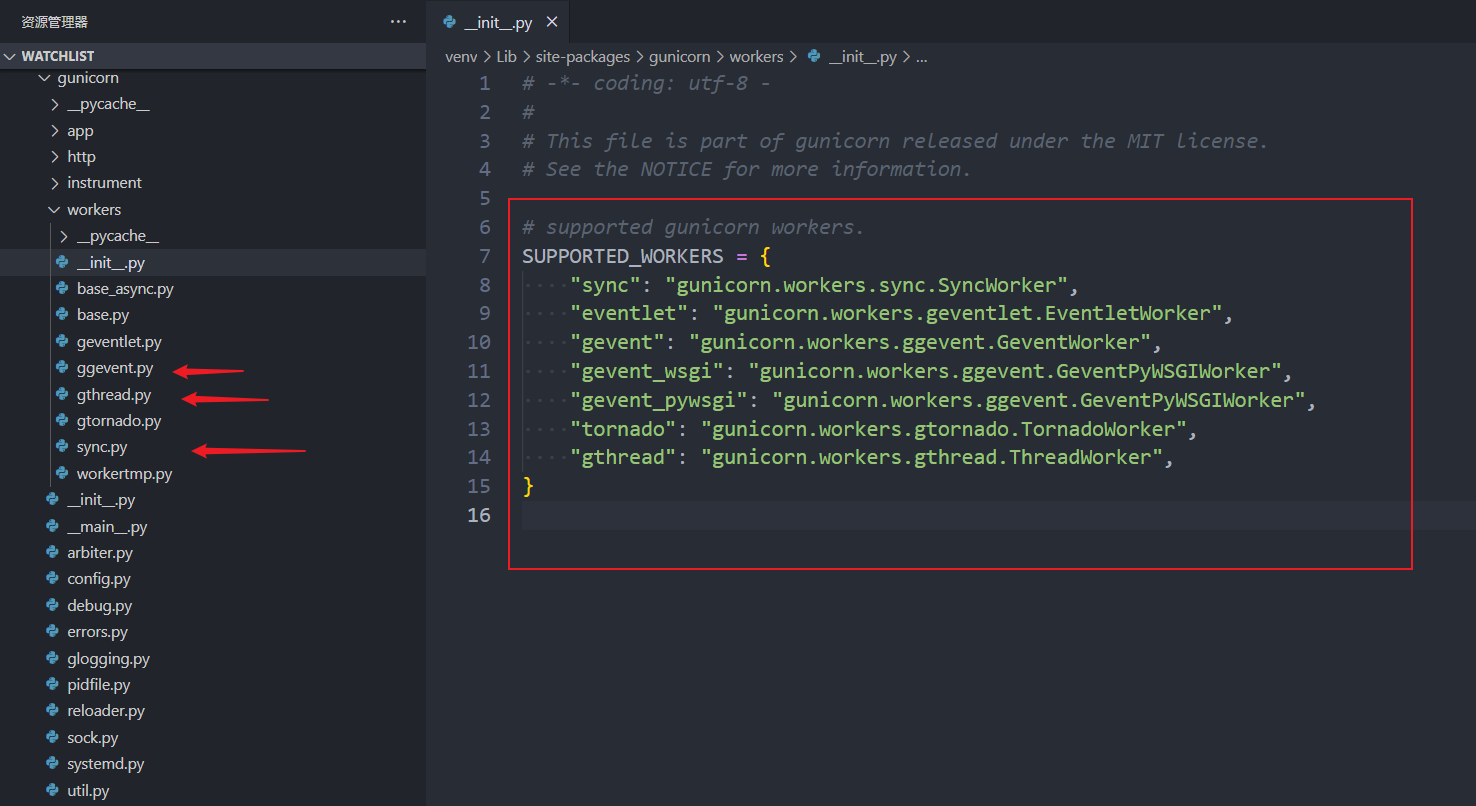 资源管理器
...
WATCHLIST
gunicorn
__pycache__
app
http
instrument
workers
__pycache__
__init__.py
base_async.py
base.py
geventlet.py
ggevent.py
gthread.py
gtornado.py
sync.py
workertmp.py
__init__.py
__main__.py
arbiter.py
config.py
debug.py
errors.py
glogging.py
pidfile.py
reloader.py
sock.py
systemd.py
util.py
__init__.py ×
venv > Lib > site-packages > gunicorn > workers > __init__.py > ...
1 # -*- coding: utf-8 -
2 #
3 # This file is part of gunicorn released under the MIT license.
4 # See the NOTICE for more information.
5
6 # supported gunicorn workers.
7 SUPPORTED_WORKERS = {
8 ····"sync": "gunicorn.workers.sync.SyncWorker",
9 ····"eventlet": "gunicorn.workers.geventlet.EventletWorker",
10 ····"gevent": "gunicorn.workers.ggevent.GeventWorker",
11 ····"gevent_wsgi": "gunicorn.workers.ggevent.GeventPyWSGIWorker",
12 ····"gevent_pywsgi": "gunicorn.workers.ggevent.GeventPyWSGIWorker",
13 ····"tornado": "gunicorn.workers.gtornado.TornadoWorker",
14 ····"gthread": "gunicorn.workers.gthread.ThreadWorker",
15 }
16